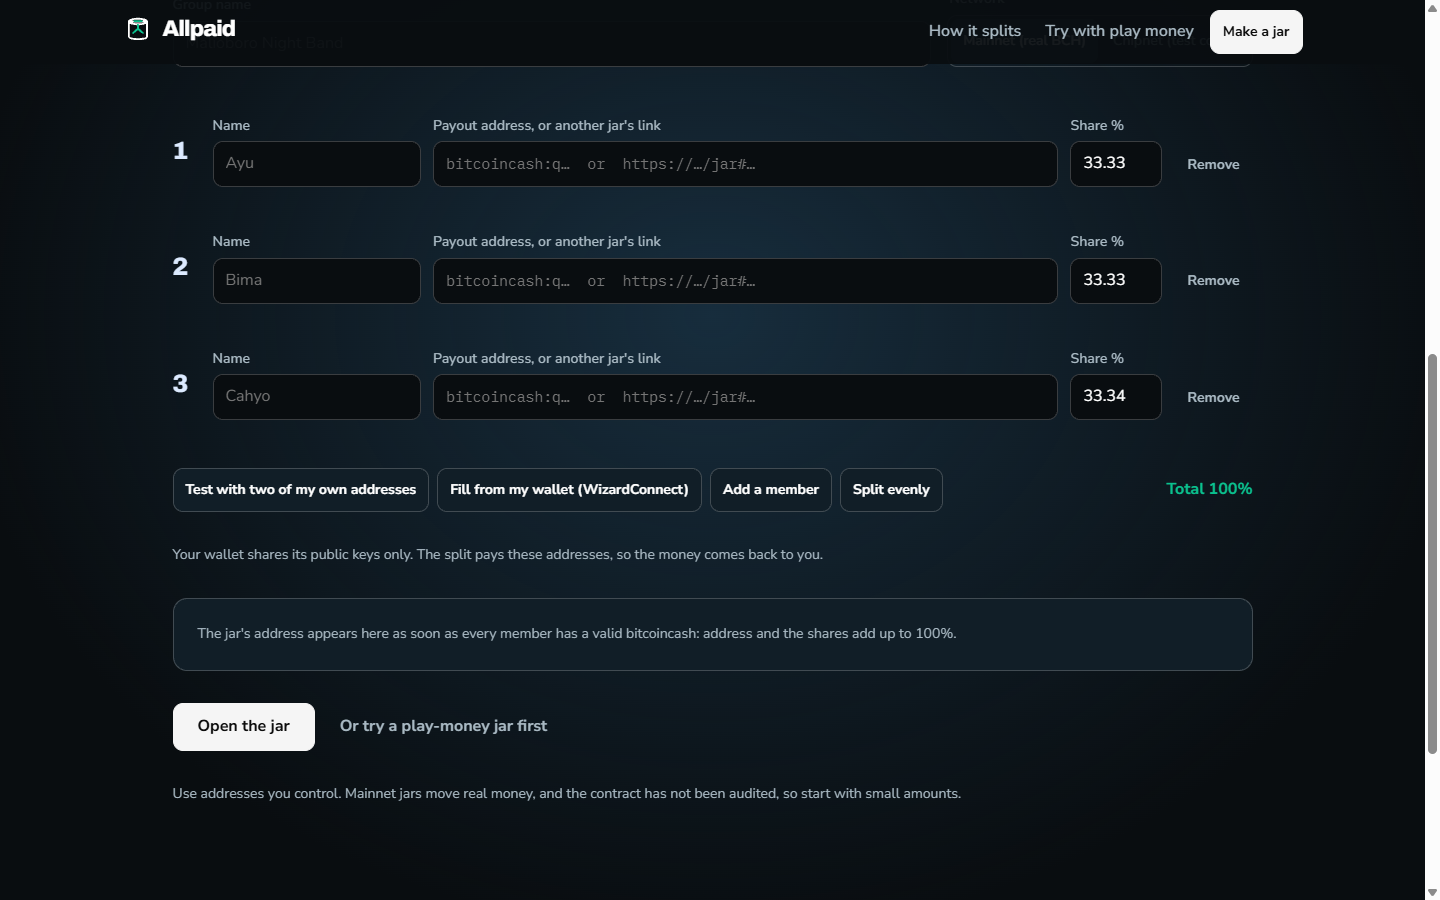 Group name
Allpaid
How it splits
Try with play money
Make a jar
Name
Payout address, or another jar's link
Share %
1
Ayu
bitcoincash:q… or https://…/jar#…
33.33
Remove
Name
Payout address, or another jar's link
Share %
2
Bima
bitcoincash:q… or https://…/jar#…
33.33
Remove
Name
Payout address, or another jar's link
Share %
3
Cahyo
bitcoincash:q… or https://…/jar#…
33.34
Remove
Test with two of my own addresses
Fill from my wallet (WizardConnect)
Add a member
Split evenly
Total 100%
Your wallet shares its public keys only. The split pays these addresses, so the money comes back to you.
The jar's address appears here as soon as every member has a valid bitcoincash: address and the shares add up to 100%.
Open the jar
Or try a play-money jar first
Use addresses you control. Mainnet jars move real money, and the contract has not been audited, so start with small amounts.